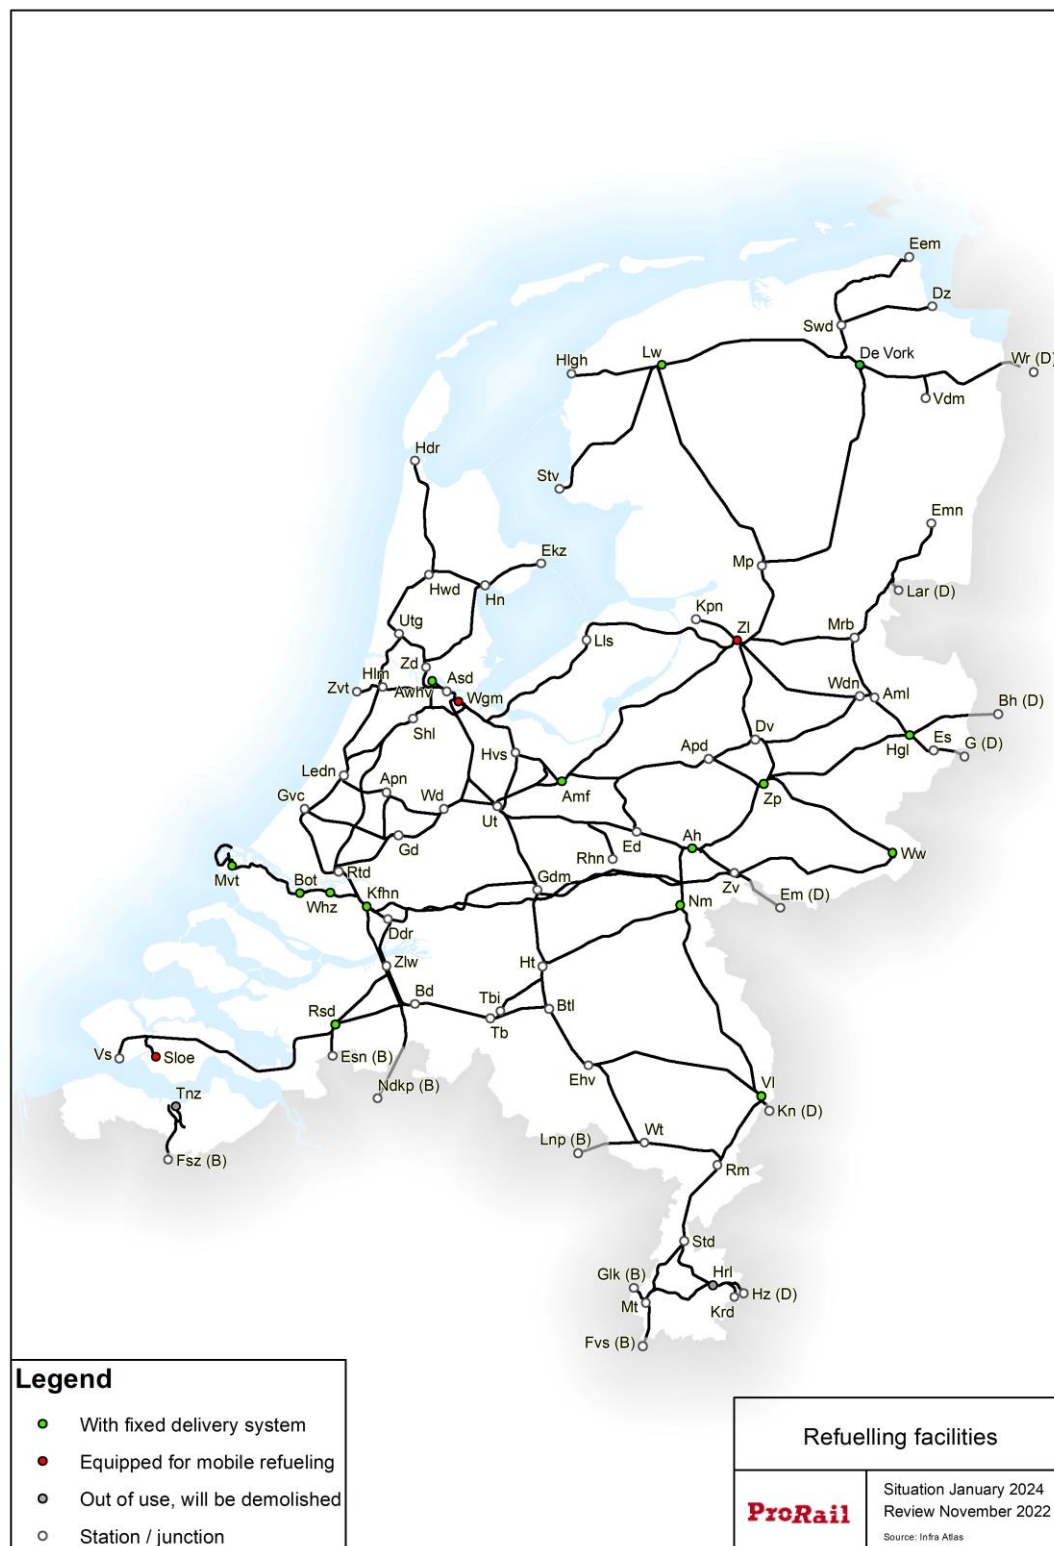 Eem
Dz
Swd
De Vork
Lw
Hlgh
Wr (D)
Vdm
Hdr
Stv
Emn
Ekz
Mp
Hwd
Hn
Lar (D)
Kpn
Utg
Zl
Mrb
Lls
Zd
Hlm
Asd
Zvt
Awhv
Wgm
Wdn
Aml
Bh (D)
Shl
Hvs
Dv
Hgl
Es
G (D)
Apd
Ledn
Apn
Amf
Zp
Gvc
Wd
Ut
Gd
Ed
Ah
Ww
Rhn
Mvt
Rtd
Bot
Kfhn
Gdm
Zv
Whz
Nm
Em (D)
Ddr
Zlw
Ht
Bd
Tbi
Btl
Rsd
Tb
Vs
Sloe
Esn (B)
Ehv
Ndkp (B)
Vl
Tnz
Kn (D)
Lnp (B)
Wt
Fsz (B)
Rm
Std
Glk (B)
Hrl
Hz (D)
Mt
Krd
Fvs (B)
Legend
With fixed delivery system
Equipped for mobile refueling
Out of use, will be demolished
Station / junction
Refuelling facilities
ProRail
Situation January 2024
Review November 2022
Source: Infra Atlas